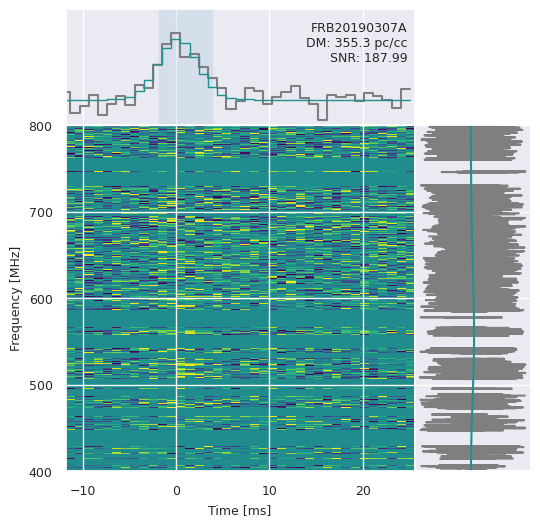 FRB20190307A
DM: 355.3 pc/cc
SNR: 187.99
800
700
600
500
400
Frequency [MHz]
−10 0 10 20
Time [ms]